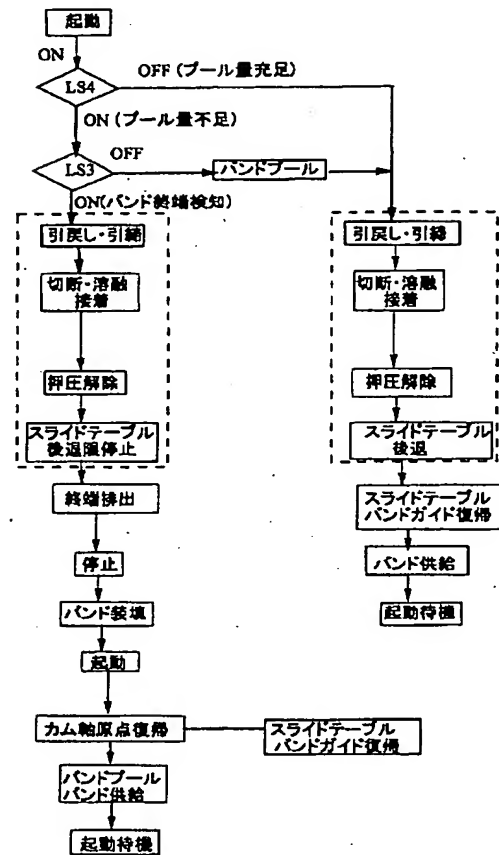 起動
ON
OFF (プール量充足)
LS4
ON (プール量不足)
OFF
LS3
バンドプール
ON(バンド終端検知)
引戻し・引締
切断・溶融
接着
押圧解除
スライドテーブル
後退限停止
終端排出
停止
バンド装填
起動
カム軸原点復帰
バンドプール
バンド供給
起動待機
引戻し・引締
切断・溶融
接着
押圧解除
スライドテーブル
後退
スライドテーブル
バンドガイド復帰
バンド供給
起動待機
スライドテーブル
バンドガイド復帰